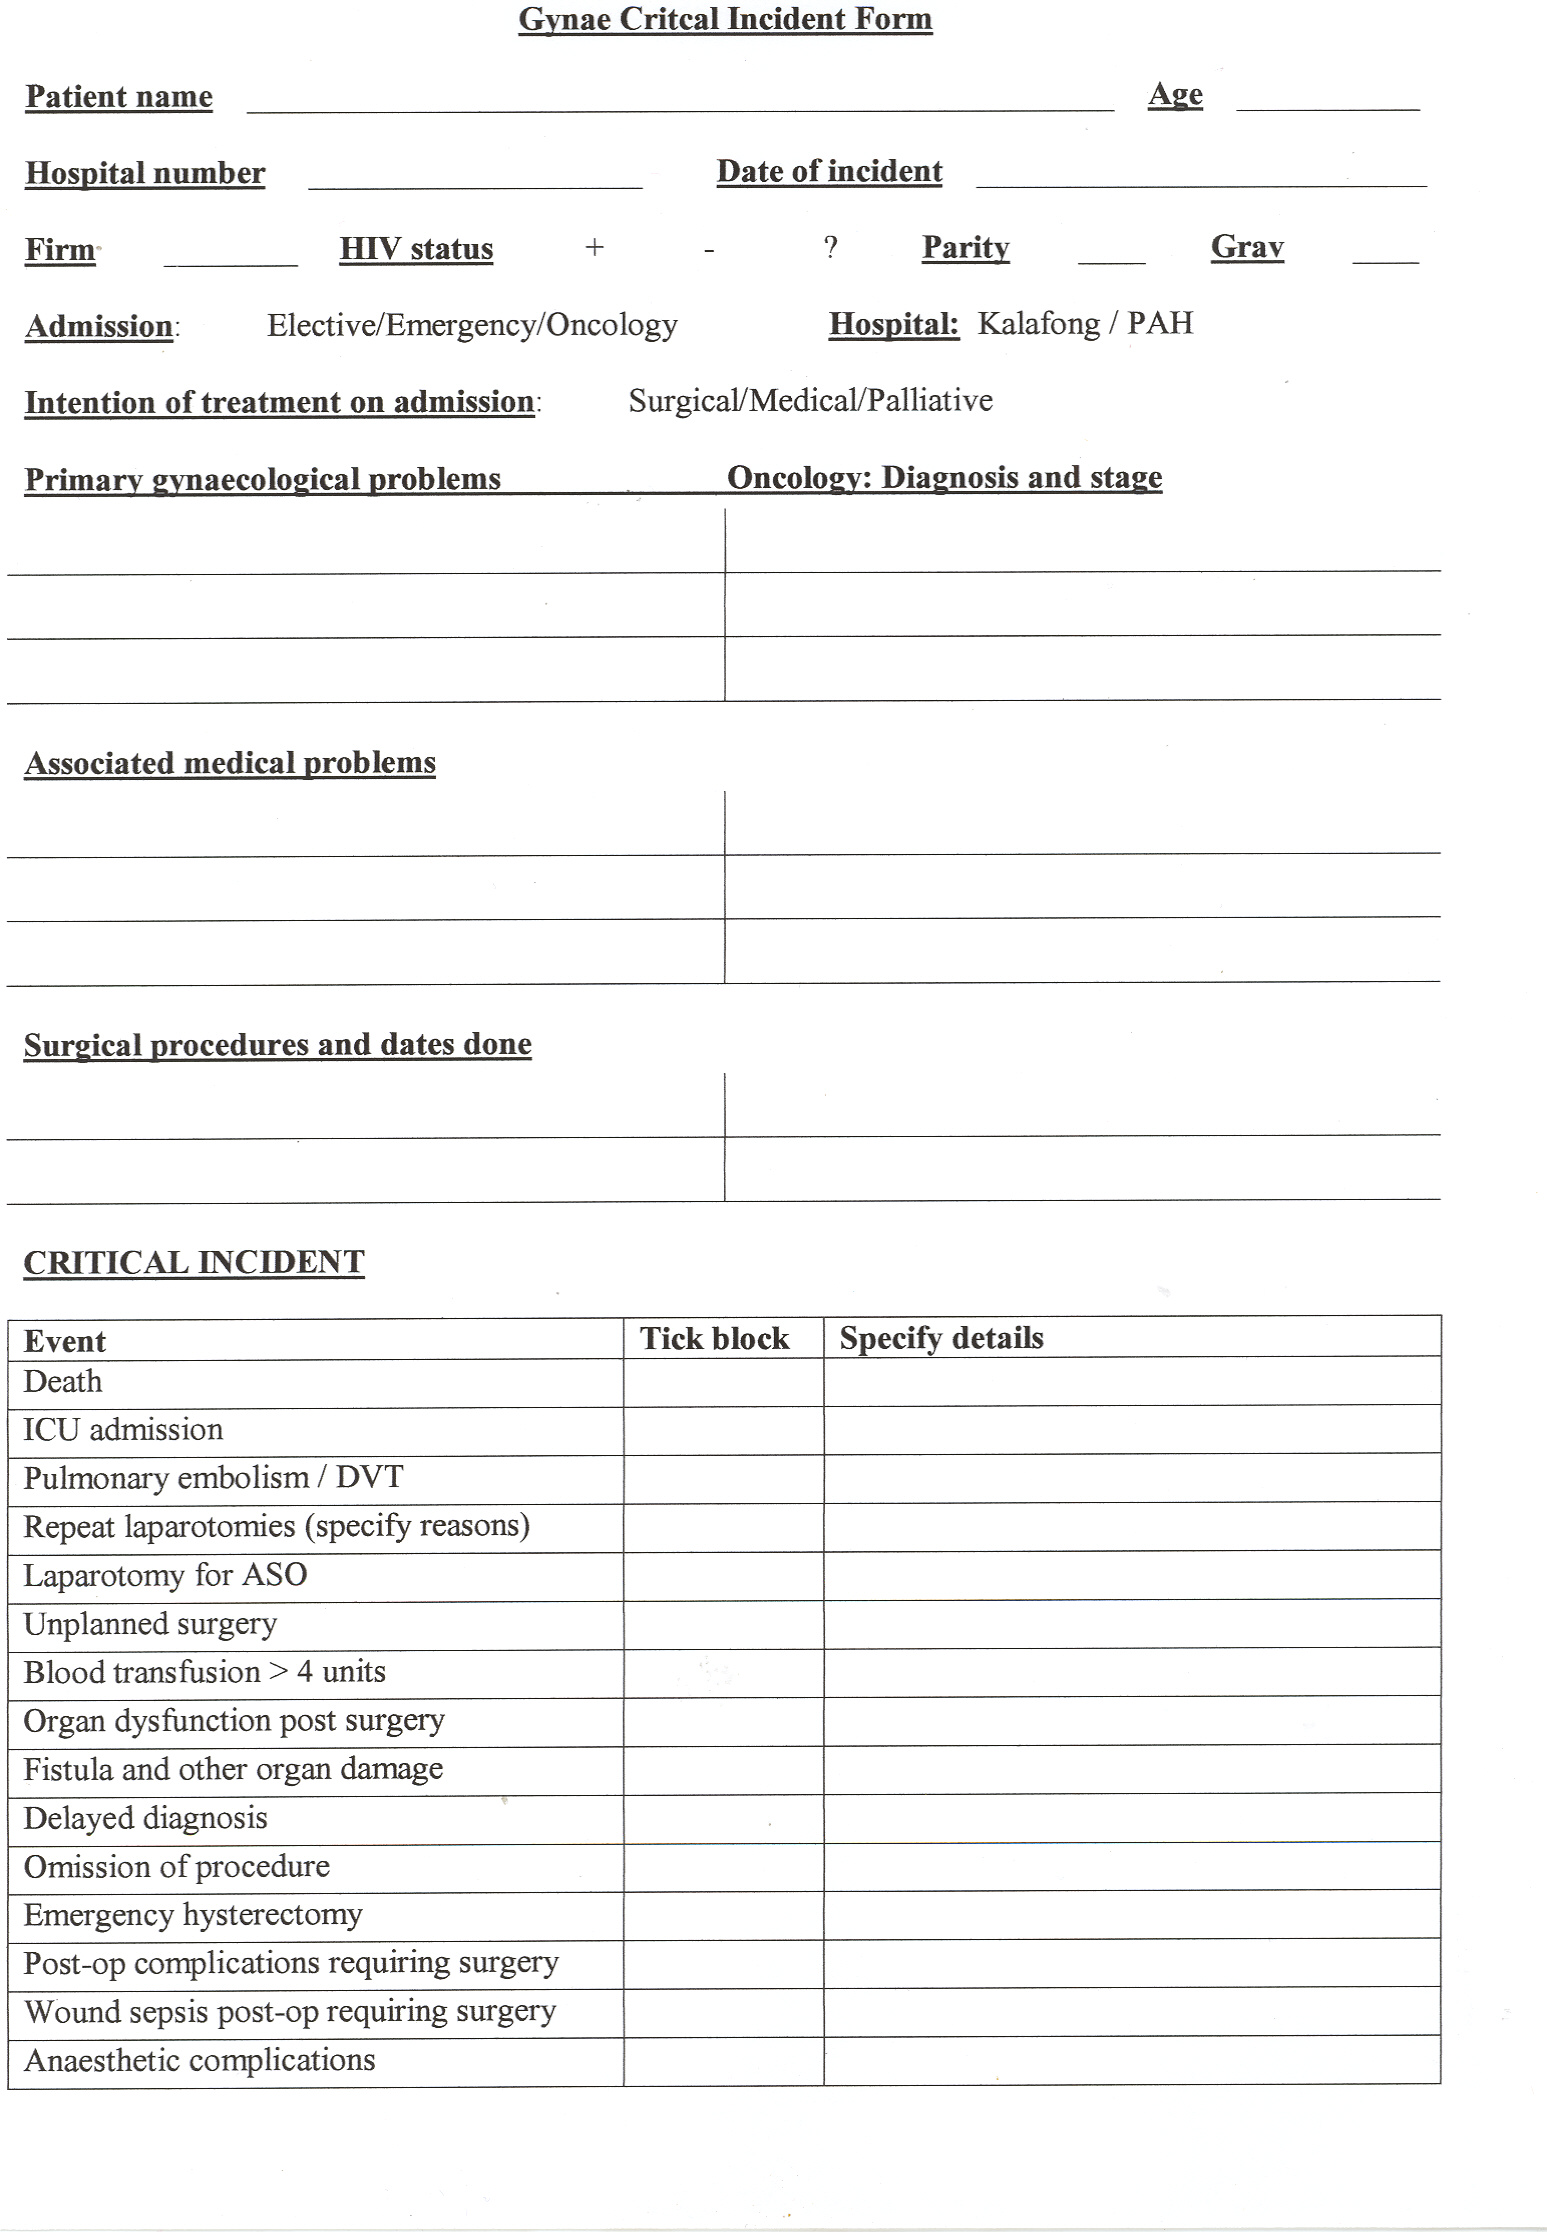 Gynae Critcal Incident Form
Patient name Age
Hospital number Date of incident
Firm HIV status + - ? Parity Grav
Admission: Elective/Emergency/Oncology Hospital: Kalafong / PAH
Intention of treatment on admission: Surgical/Medical/Palliative
Primary gynaecological problems Oncology: Diagnosis and stage
Associated medical problems
Surgical procedures and dates done
CRITICAL INCIDENT
Event Tick block Specify details
Death
ICU admission
Pulmonary embolism / DVT
Repeat laparotomies (specify reasons)
Laparotomy for ASO
Unplanned surgery
Blood transfusion > 4 units
Organ dysfunction post surgery
Fistula and other organ damage
Delayed diagnosis
Omission of procedure
Emergency hysterectomy
Post-op complications requiring surgery
Wound sepsis post-op requiring surgery
Anaesthetic complications